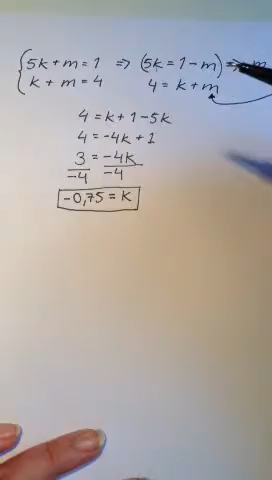 5k + m = 1 => (5k = 1 - m) => m
k + m = 4 4 = k + m
4 = k + 1 - 5k
4 = -4k + 1
3 = -4k
-4 -4
-0,75 = k